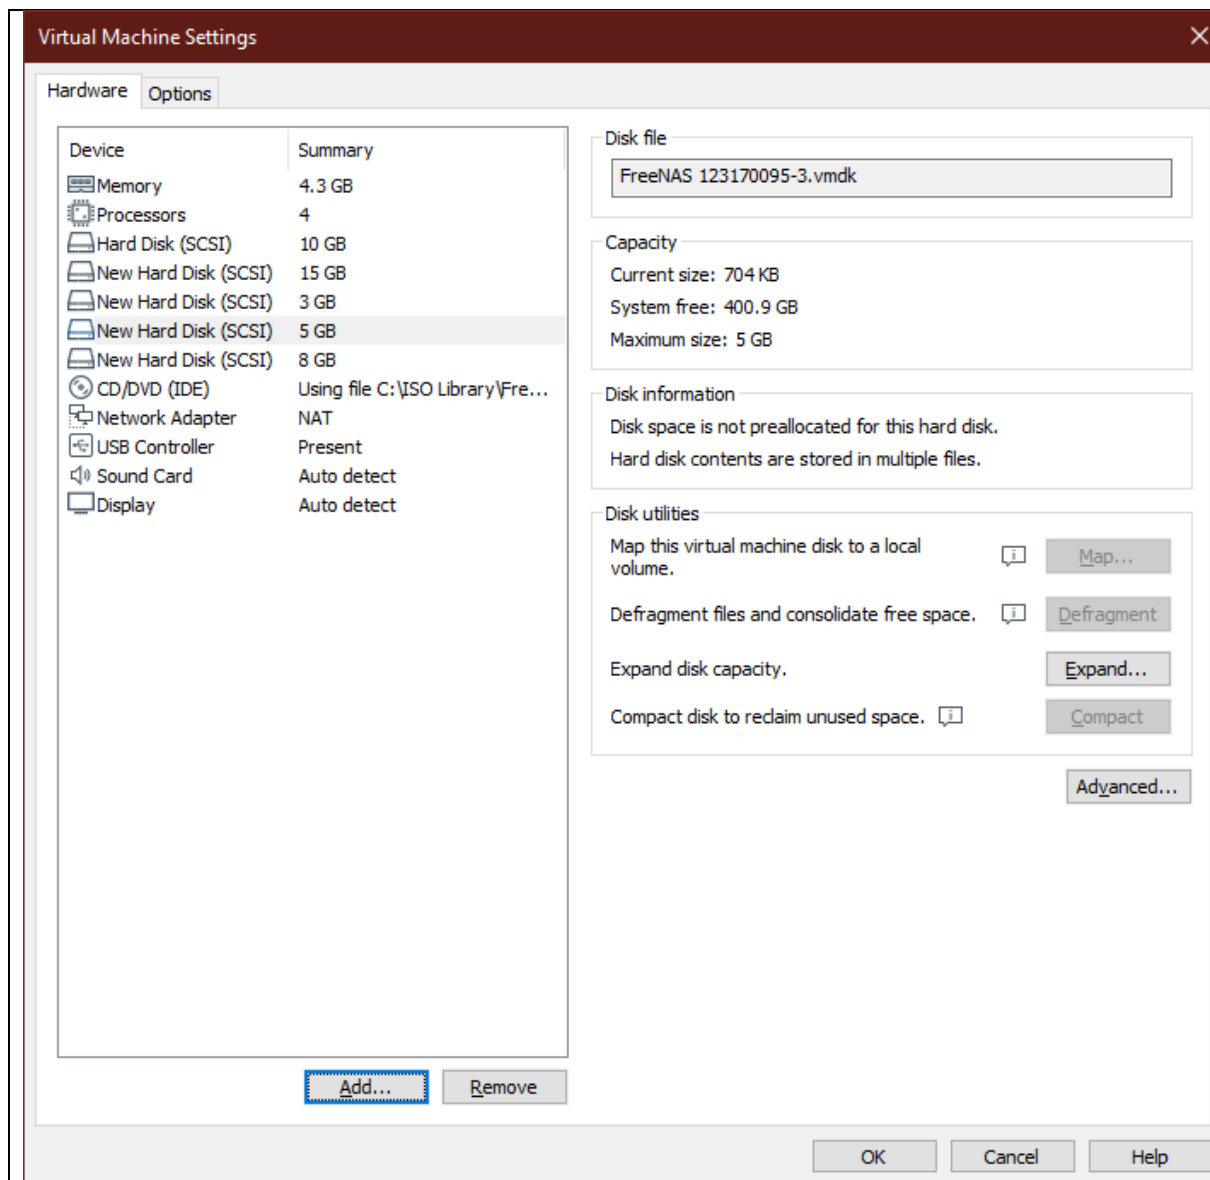 Virtual Machine Settings
Hardware
Options
Device Summary
Memory 4.3 GB
Processors 4
Hard Disk (SCSI) 10 GB
New Hard Disk (SCSI) 15 GB
New Hard Disk (SCSI) 3 GB
New Hard Disk (SCSI) 5 GB
New Hard Disk (SCSI) 8 GB
CD/DVD (IDE) Using file C:\ISO Library\Fre...
Network Adapter NAT
USB Controller Present
Sound Card Auto detect
Display Auto detect
Add...
Remove
Disk file
FreeNAS 123170095-3.vmdk
Capacity
Current size: 704 KB
System free: 400.9 GB
Maximum size: 5 GB
Disk information
Disk space is not preallocated for this hard disk.
Hard disk contents are stored in multiple files.
Disk utilities
Map this virtual machine disk to a local
volume.
Map...
Defragment files and consolidate free space.
Defragment
Expand disk capacity.
Expand...
Compact disk to reclaim unused space.
Compact
Advanced...
OK
Cancel
Help